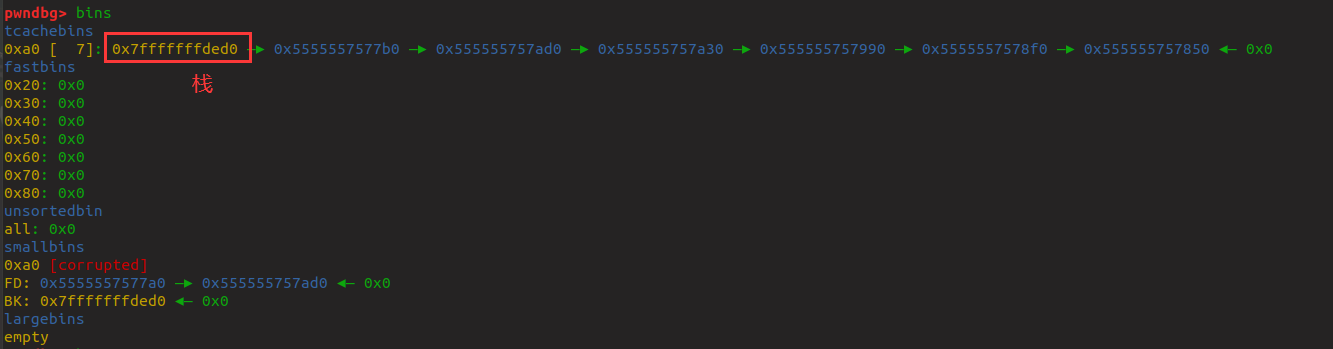 pwndbg> bins
tcachebins
0xa0 [  7]: 0x7fffffffded0 —▸ 0x5555557577b0 —▸ 0x555555757ad0 —▸ 0x555555757a30 —▸ 0x555555757990 —▸ 0x5555557578f0 —▸ 0x555555757850 ◂— 0x0
fastbins
栈
0x20: 0x0
0x30: 0x0
0x40: 0x0
0x50: 0x0
0x60: 0x0
0x70: 0x0
0x80: 0x0
unsortedbin
all: 0x0
smallbins
0xa0 [corrupted]
FD: 0x5555557577a0 —▸ 0x555555757ad0 ◂— 0x0
BK: 0x7fffffffded0 ◂— 0x0
largebins
empty